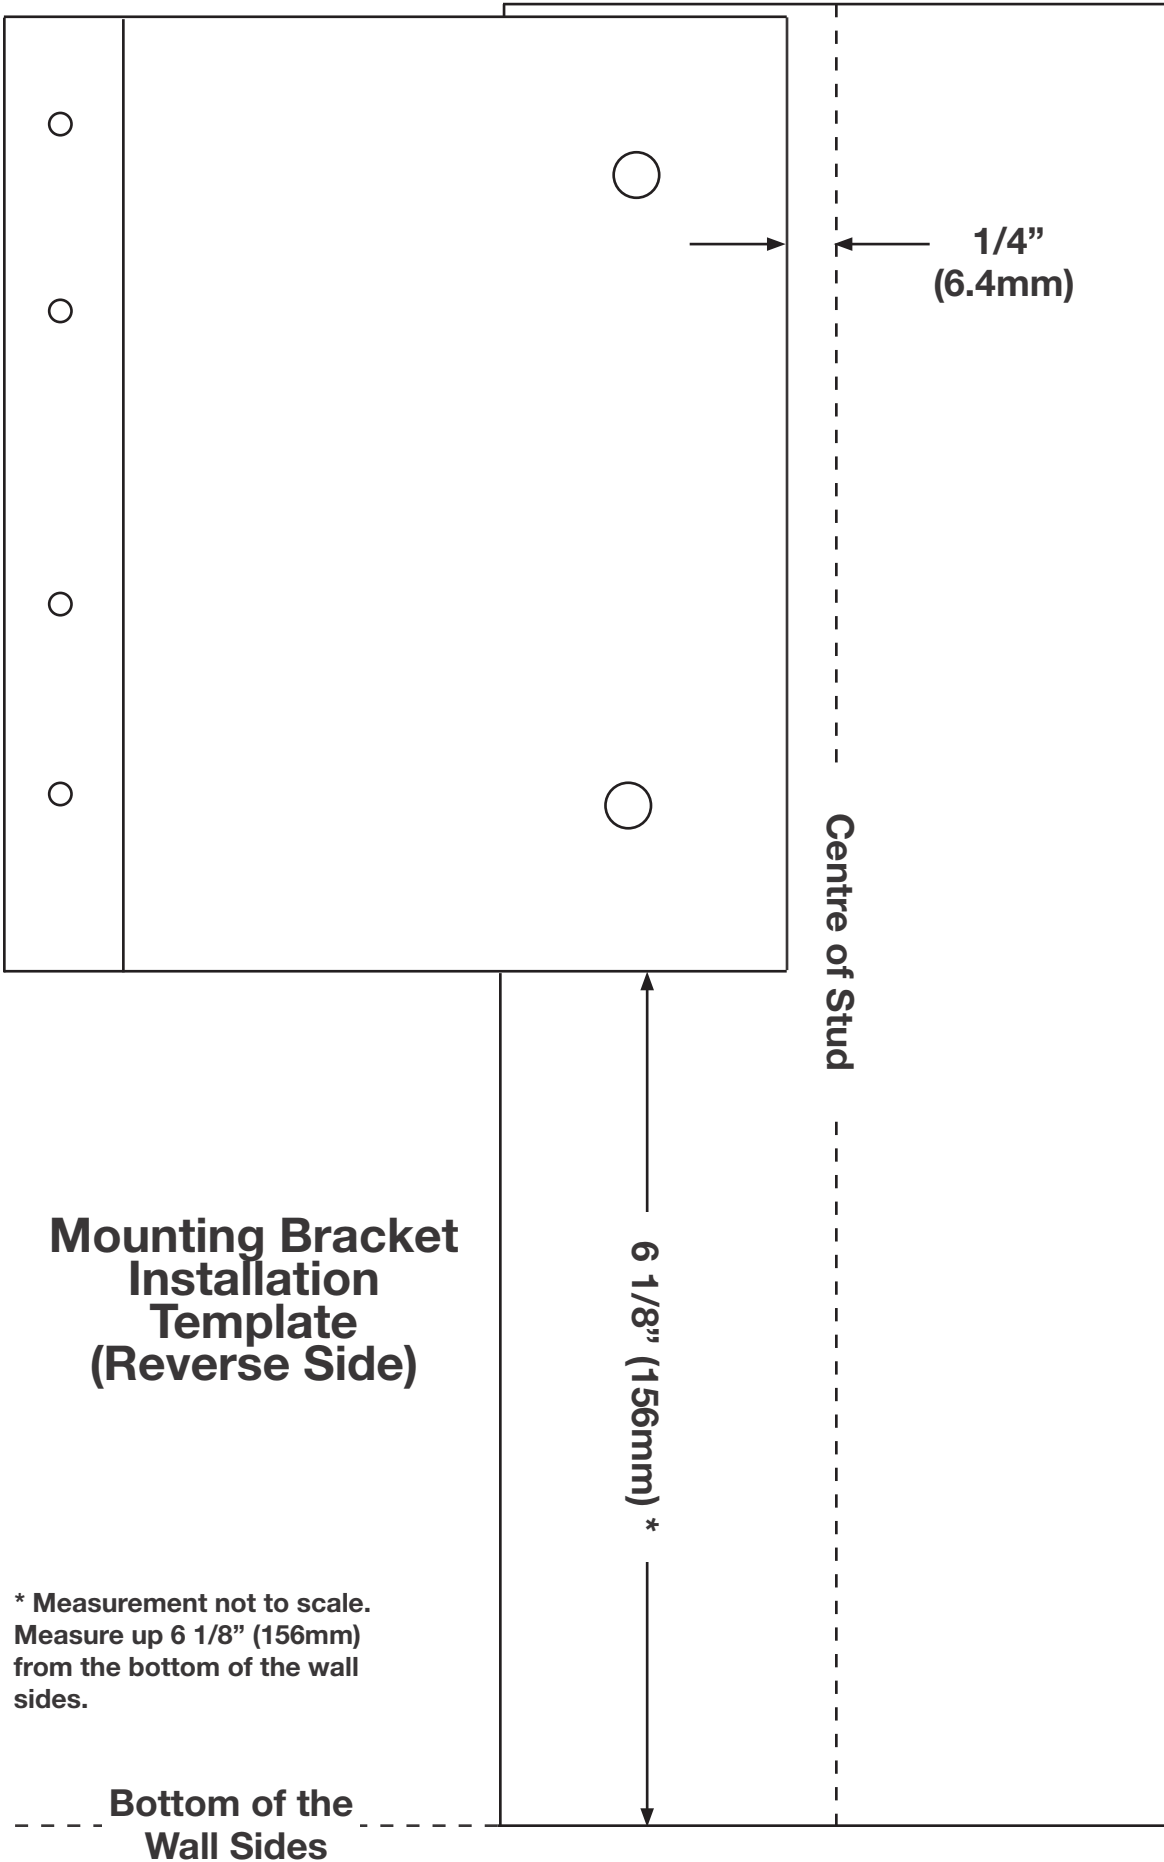 1/4”
(6.4mm)
Centre of Stud
6 1/8” (156mm) *
Mounting Bracket
Installation
Template
(Reverse Side)
* Measurement not to scale.
Measure up 6 1/8” (156mm)
from the bottom of the wall
sides.
Bottom of the
Wall Sides